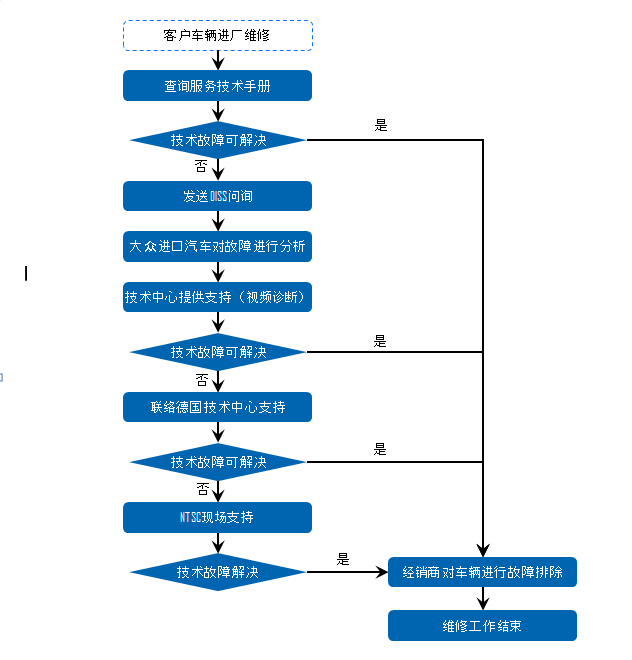 客户车辆进厂维修
查询服务技术手册
是
技术故障可解决
否
发送DISS问询
大众进口汽车对故障进行分析
技术中心提供支持（视频诊断）
是
技术故障可解决
否
联络德国技术中心支持
是
技术故障可解决
否
NTSC现场支持
是
技术故障解决
经销商对车辆进行故障排除
维修工作结束